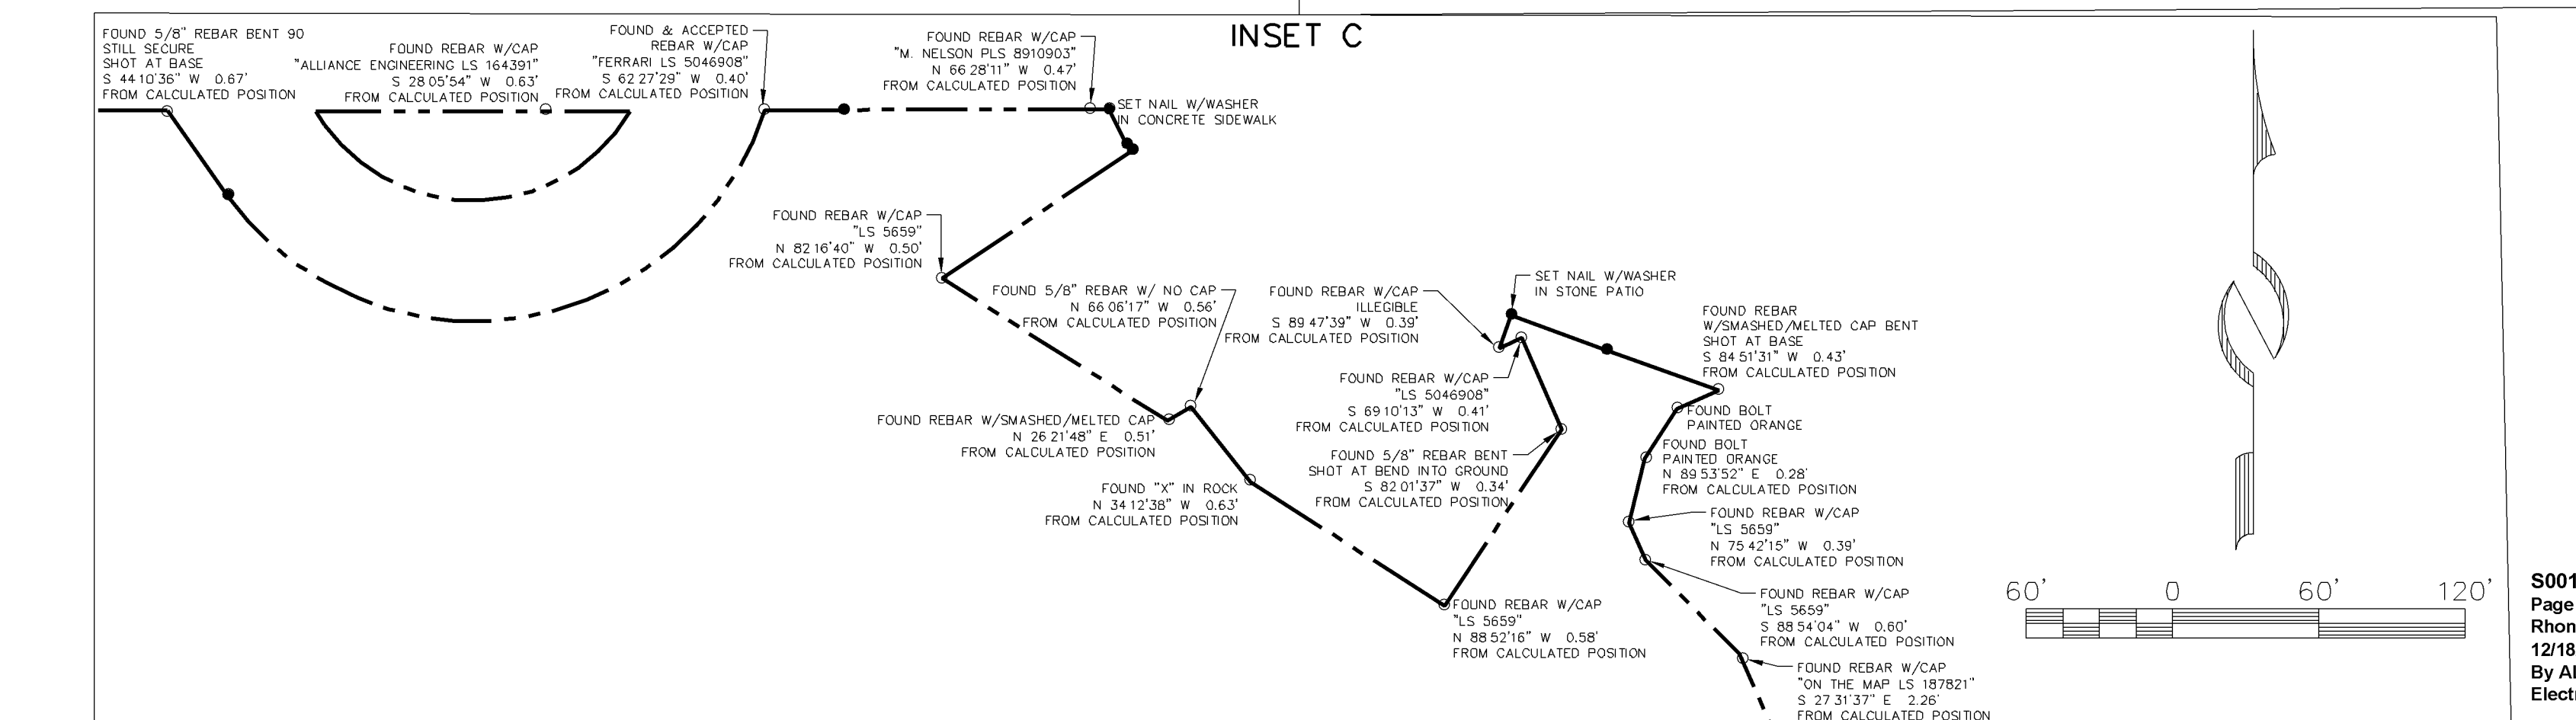 INSET C
FOUND 5/8" REBAR BENT 90
STILL SECURE
SHOT AT BASE
S 44 10'36" W 0.67'
FROM CALCULATED POSITION
FOUND REBAR W/CAP
"ALLIANCE ENGINEERING LS 164391"
S 28 05'54" W 0.63'
FROM CALCULATED POSITION
FOUND & ACCEPTED
REBAR W/CAP
"FERRARI LS 5046908"
S 62 27'29" W 0.40'
FROM CALCULATED POSITION
FOUND REBAR W/CAP
"M. NELSON PLS 8910903"
N 66 28'11" W 0.47'
FROM CALCULATED POSITION
SET NAIL W/WASHER
IN CONCRETE SIDEWALK
FOUND REBAR W/CAP
"LS 5659"
N 82 16'40" W 0.50'
FROM CALCULATED POSITION
FOUND 5/8" REBAR W/ NO CAP
N 66 06'17" W 0.56'
FROM CALCULATED POSITION
FOUND REBAR W/CAP
ILLEGIBLE
S 89 47'39" W 0.39'
FROM CALCULATED POSITION
SET NAIL W/WASHER
IN STONE PATIO
FOUND REBAR
W/SMASHED/MELTED CAP BENT
SHOT AT BASE
S 84 51'31" W 0.43'
FROM CALCULATED POSITION
FOUND REBAR W/CAP
"LS 5046908"
S 69 10'13" W 0.41'
FROM CALCULATED POSITION
FOUND BOLT
PAINTED ORANGE
FOUND REBAR W/SMASHED/MELTED CAP
N 26 21'48" E 0.51'
FROM CALCULATED POSITION
FOUND 5/8" REBAR BENT
SHOT AT BEND INTO GROUND
S 82 01'37" W 0.34'
FROM CALCULATED POSITION
FOUND BOLT
PAINTED ORANGE
N 89 53'52" E 0.28'
FROM CALCULATED POSITION
FOUND "X" IN ROCK
N 34 12'38" W 0.63'
FROM CALCULATED POSITION
FOUND REBAR W/CAP
"LS 5659"
N 75 42'15" W 0.39'
FROM CALCULATED POSITION
FOUND REBAR W/CAP
"LS 5659"
N 88 52'16" W 0.58'
FROM CALCULATED POSITION
FOUND REBAR W/CAP
"LS 5659"
S 88 54'04" W 0.60'
FROM CALCULATED POSITION
FOUND REBAR W/CAP
"ON THE MAP LS 187821"
S 27 31'37" E 2.26'
FROM CALCULATED POSITION
60' 0 60' 120'
S001
Page
Rhon
12/18
By Al
Elect